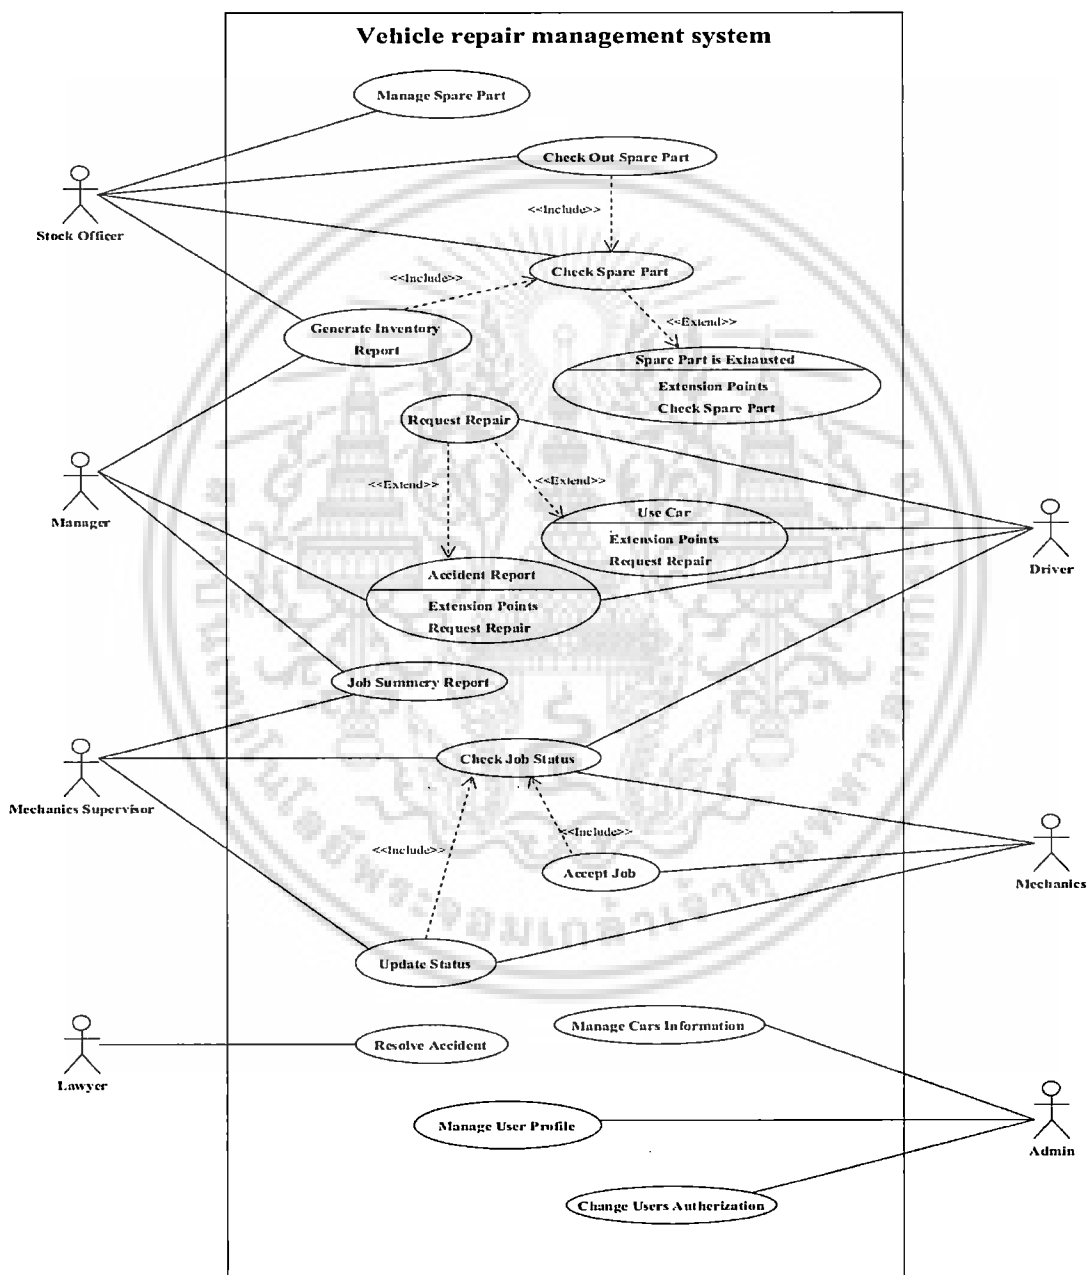 Vehicle repair management system
Manage Spare Part
Check Out Spare Part
Stock Officer
<<Include>>
Check Spare Part
<<Include>>
Generate Inventory
Report
<<Extend>>
Spare Part is Exhausted
Extension Points
Check Spare Part
Request Repair
Manager
<<Extend>>
<<Extend>>
Use Car
Extension Points
Request Repair
Driver
Accident Report
Extension Points
Request Repair
Job Summery Report
Mechanics Supervisor
Check Job Status
<<Include>>
<<Include>>
Accept Job
Mechanics
Update Status
Manage Cars Information
Lawyer
Resolve Accident
Manage User Profile
Admin
Change Users Autherization